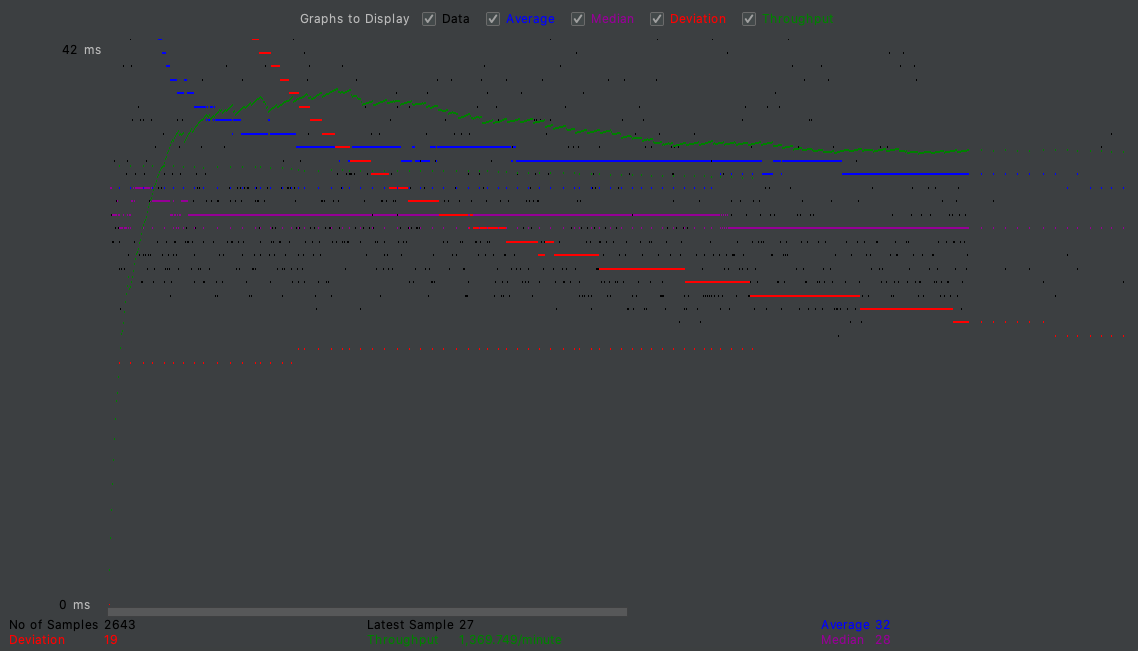 Graphs to Display Data Average Median Deviation Throughput
42 ms
0 ms
No of Samples 2643 Latest Sample 27 Average 32
Deviation 19 Throughput 1,369.749/minute Median